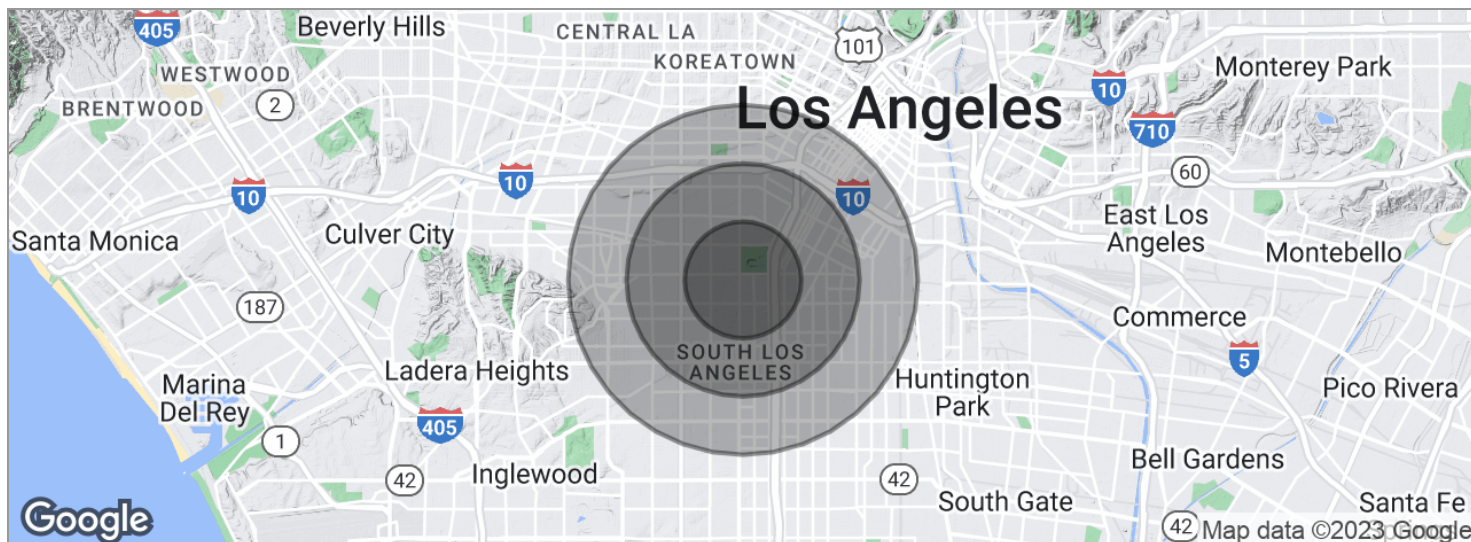 405
Beverly Hills
CENTRAL LA
101
KOREATOWN
Monterey Park
WESTWOOD
2
BRENTWOOD
10
Los Angeles
710
10
10
10
60
Santa Monica
Culver City
East Los
Angeles
Montebello
187
Commerce
SOUTH LOS
ANGELES
5
Ladera Heights
Marina
Del Rey
Huntington
Park
Pico Rivera
405
1
Inglewood
42
42
Bell Gardens
South Gate
Santa Fe
Springs
Google
42
Map data ©2023 Google